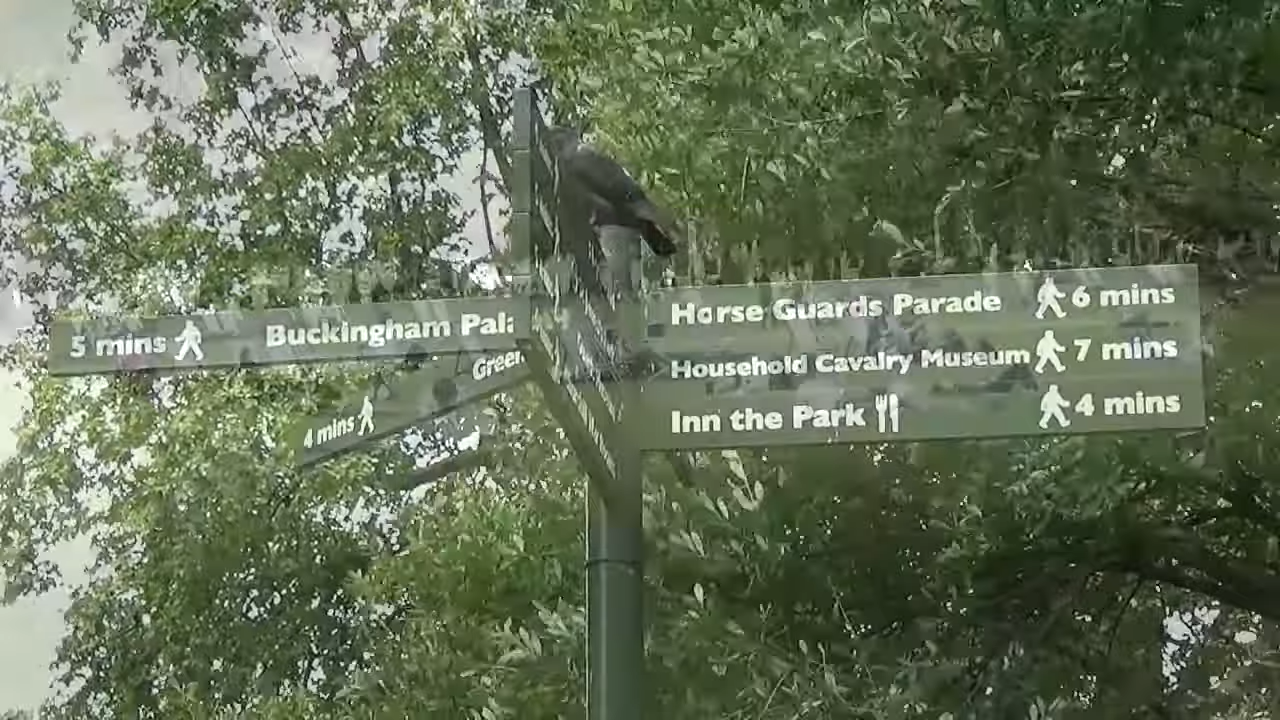 5 mins Buckingham
4 mins Green
Horse Guards Parade 6 mins
Household Cavalry Museum 7 mins
Inn the Park 4 mins